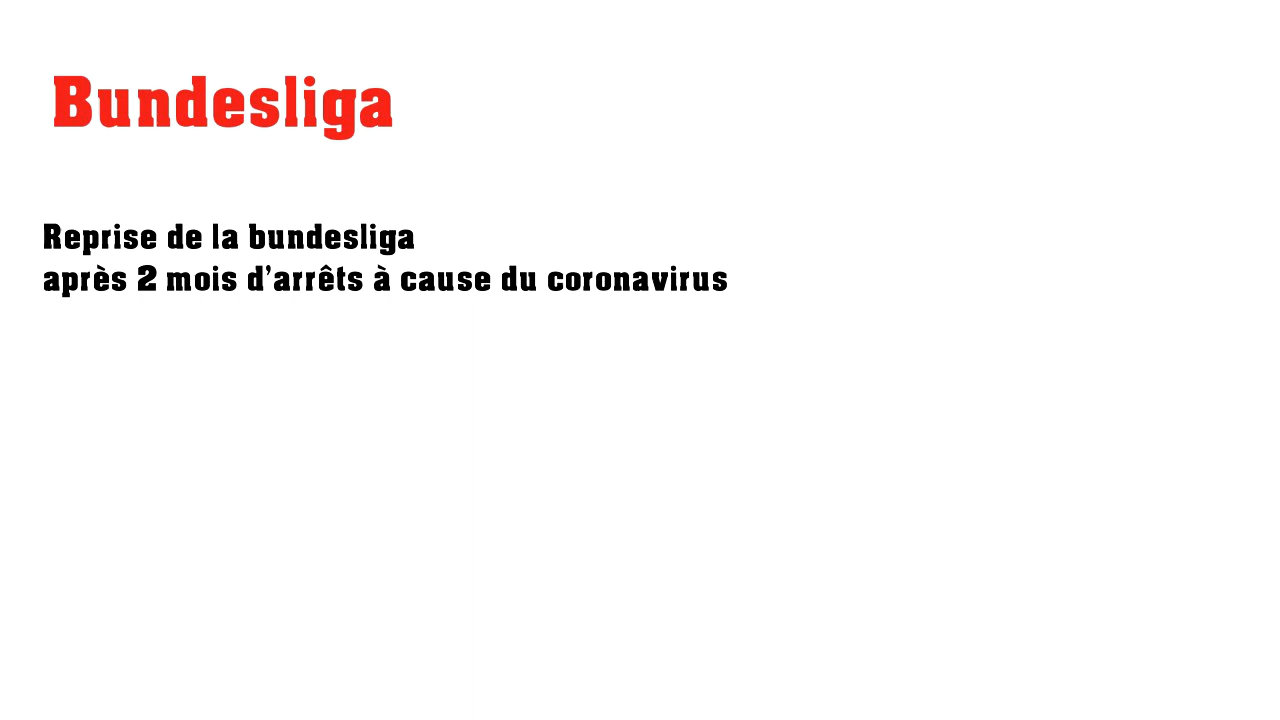 Bundesliga
Reprise de la bundesliga
après 2 mois d’arrêts à cause du coronavirus